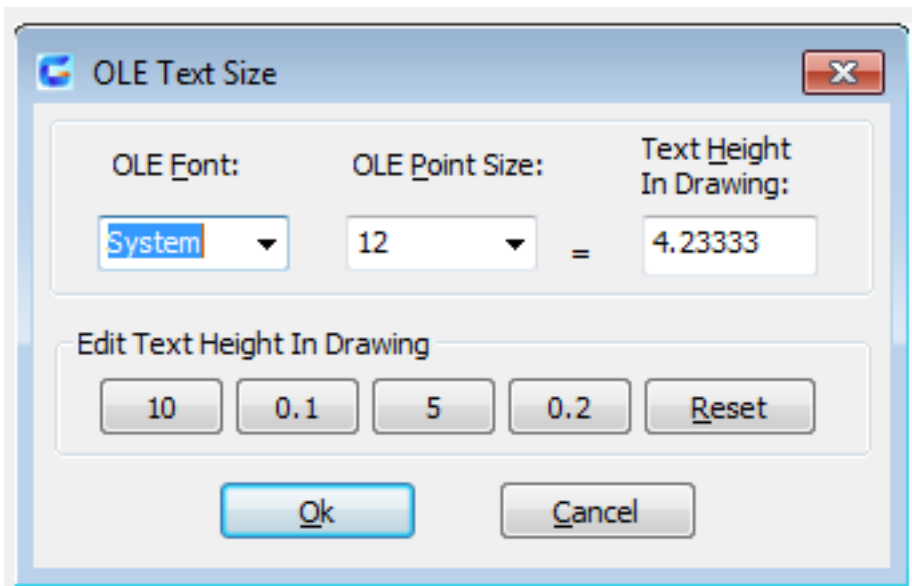 OLE Text Size
OLE Font:
OLE Point Size:
Text Height
In Drawing:
System
12
=
4.23333
Edit Text Height In Drawing
10
0.1
5
0.2
Reset
Ok
Cancel